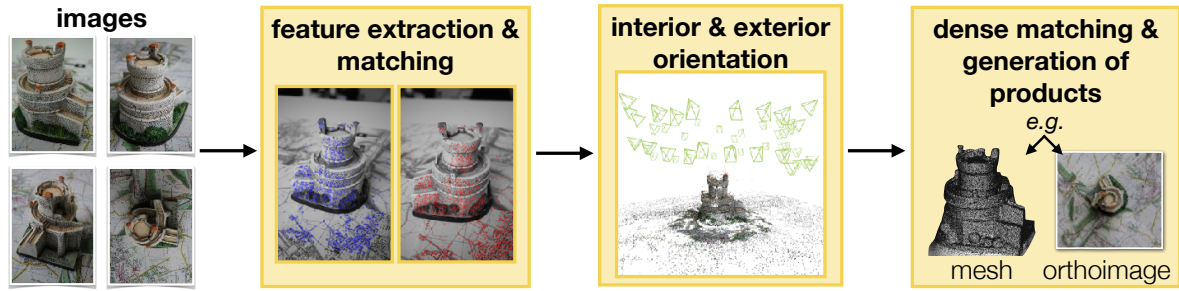 images
feature extraction &
matching
interior & exterior
orientation
dense matching &
generation of
products
e.g.
mesh
orthoimage